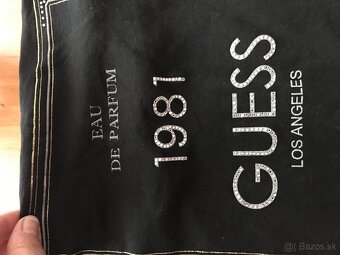 GUESS
LOS ANGELES
1981
EAU
DE PARFUM
Bazos.sk